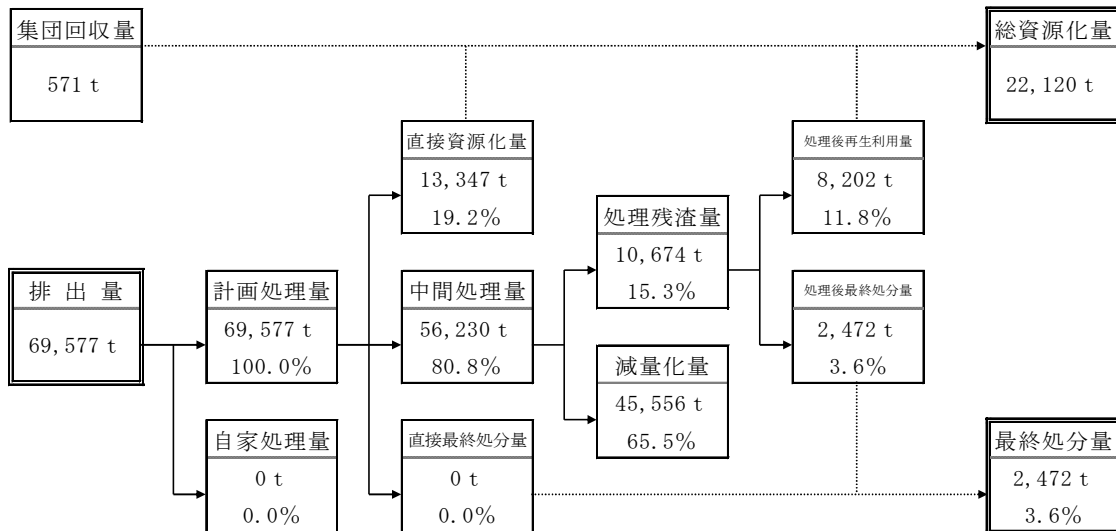 集団回収量
571 t
総資源化量
22,120 t
直接資源化量
13,347 t
19.2%
処理後再生利用量
8,202 t
11.8%
処理残渣量
10,674 t
15.3%
排 出 量
69,577 t
計画処理量
69,577 t
100.0%
中間処理量
56,230 t
80.8%
処理後最終処分量
2,472 t
3.6%
減量化量
45,556 t
65.5%
自家処理量
0 t
0.0%
直接最終処分量
0 t
0.0%
最終処分量
2,472 t
3.6%